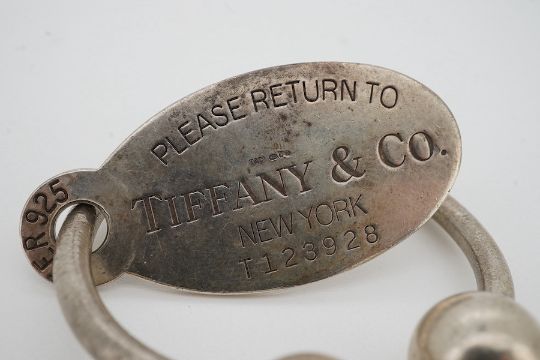 PLEASE RETURN TO
TIFFANY & CO.
NEW YORK
T123928
ER 925